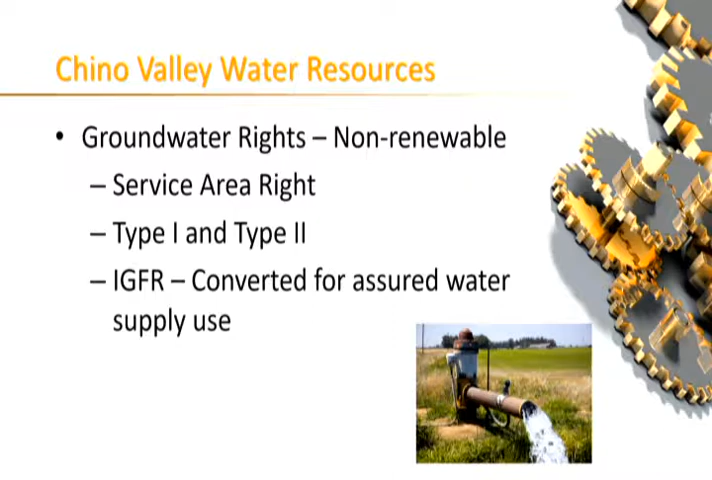 Chino Valley Water Resources
• Groundwater Rights – Non-renewable
– Service Area Right
– Type I and Type II
– IGFR – Converted for assured water
supply use